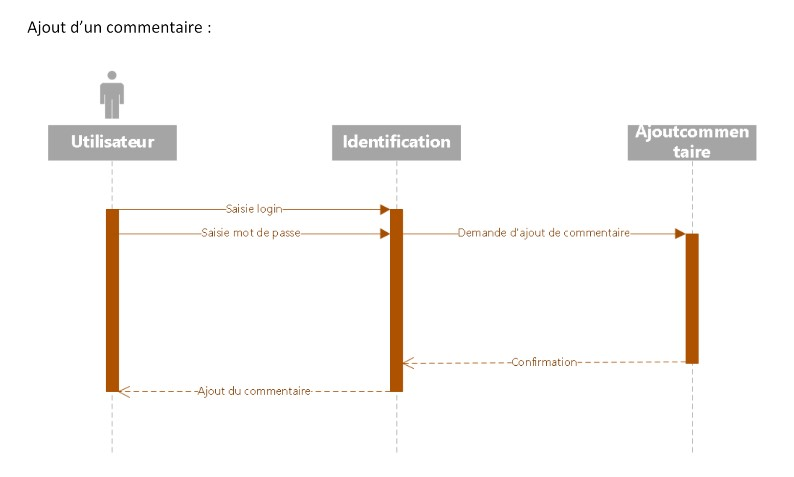 Ajout d’un commentaire :
Utilisateur
Identification
Ajoutcommen
taire
Saisie login
Saisie mot de passe
Demande d'ajout de commentaire
Confirmation
Ajout du commentaire